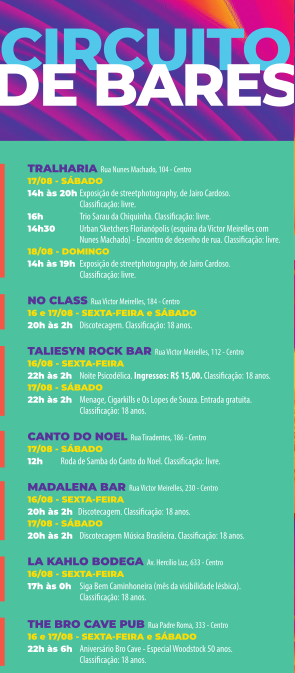 CIRCUITO
DE BARES
TRALHARIA Rua Nunes Machado, 104 - Centro
17/08 - SÁBADO
14h às 20h Exposição de streetphotography, de Jairo Cardoso.
Classificação: livre.
16h Trio Sarau da Chiquinha. Classificação: livre.
14h30 Urban Sketchers Florianópolis (esquina da Victor Meirelles com
Nunes Machado) - Encontro de desenho de rua. Classificação: livre.
18/08 - DOMINGO
14h às 19h Exposição de streetphotography, de Jairo Cardoso.
Classificação: livre.
NO CLASS Rua Victor Meirelles, 184 - Centro
16 e 17/08 - SEXTA-FEIRA e SÁBADO
20h às 2h Discotecagem. Classificação: 18 anos.
TALIESYN ROCK BAR Rua Victor Meirelles, 112 - Centro
16/08 - SEXTA-FEIRA
22h às 2h Noite Psicodélica. Ingressos: R$ 15,00. Classificação: 18 anos.
17/08 - SÁBADO
22h às 2h Menage, Cigarkills e Os Lopes de Souza. Entrada gratuita.
Classificação: 18 anos.
CANTO DO NOEL Rua Tiradentes, 186 - Centro
17/08 - SÁBADO
12h Roda de Samba do Canto do Noel. Classificação: livre.
MADALENA BAR Rua Victor Meirelles, 230 - Centro
16/08 - SEXTA-FEIRA
20h às 2h Discotecagem. Classificação: 18 anos.
17/08 - SÁBADO
20h às 2h Discotecagem Música Brasileira. Classificação: 18 anos.
LA KAHLO BODEGA Av. Hercílio Luz, 633 - Centro
16/08 - SEXTA-FEIRA
17h às 0h Siga Bem Caminhoneira (mês da visibilidade lésbica).
Classificação: 18 anos.
THE BRO CAVE PUB Rua Padre Roma, 333 - Centro
16 e 17/08 - SEXTA-FEIRA e SÁBADO
22h às 6h Aniversário Bro Cave - Especial Woodstock 50 anos.
Classificação: 18 anos.